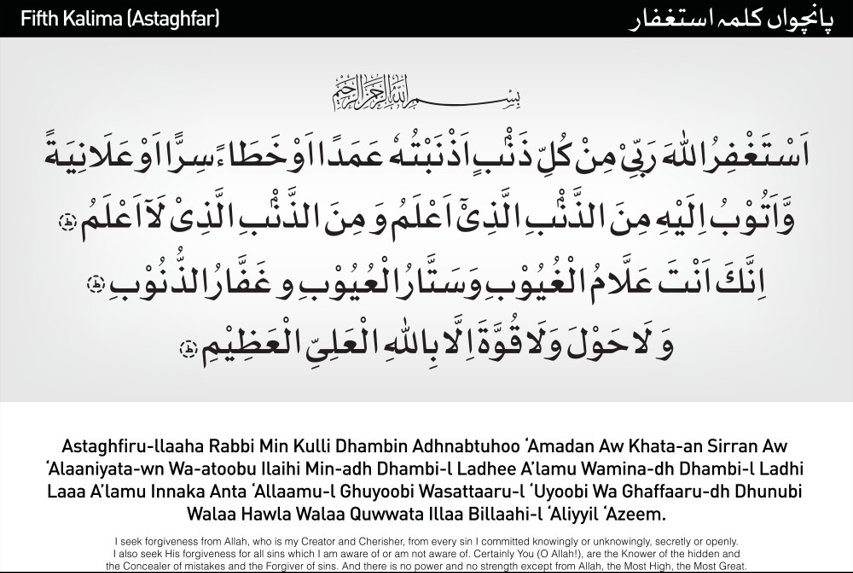 Fifth Kalima (Astaghfar)
پانچواں کلمہ استغفار
بِسْمِ اللهِ الرَّحْمٰنِ الرَّحِيْمِ
اَسْتَغْفِرُ اللهَ رَبِّىْ مِنْ كُلِّ ذَنْۢبٍ اَذْنَبْتُهٗ عَمَدًا اَوْ خَطَاءً سِرًّا اَوْ عَلَانِيَةً
وَّاَتُوْبُ اِلَيْهِ مِنَ الذَّنْۢبِ الَّذِىْٓ اَعْلَمُ وَ مِنَ الذَّنْۢبِ الَّذِىْ لَآ اَعْلَمُ ؕ
اِنَّكَ اَنْتَ عَلَّامُ الْغُيُوْبِ وَسَتَّارُ الْعُيُوْبِ و غَفَّارُ الذُّنُوْبِ ؕ
وَ لَا حَوْلَ وَلَا قُوَّةَ اِلَّا بِاللهِ الْعَلِىِّ الْعَظِيْمِ ؕ
Astaghfiru-llaaha Rabbi Min Kulli Dhambin Adhnabtuhoo ‘Amadan Aw Khata-an Sirran Aw
‘Alaaniyata-wn Wa-atoobu Ilaihi Min-adh Dhambi-l Ladhee A’lamu Wamina-dh Dhambi-l Ladhi
Laaa A’lamu Innaka Anta ‘Allaamu-l Ghuyoobi Wasattaaru-l ‘Uyoobi Wa Ghaffaaru-dh Dhunubi
Walaa Hawla Walaa Quwwata Illaa Billaahi-l ‘Aliyyil ‘Azeem.
I seek forgiveness from Allah, who is my Creator and Cherisher, from every sin I committed knowingly or unknowingly, secretly or openly.
I also seek His forgiveness for all sins which I am aware of or am not aware of. Certainly You (O Allah!), are the Knower of the hidden and
the Concealer of mistakes and the Forgiver of sins. And there is no power and no strength except from Allah, the Most High, the Most Great.